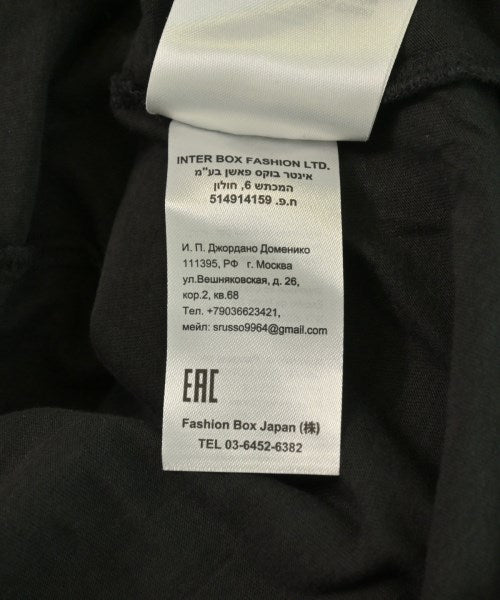 INTER BOX FASHION LTD.
אינטר בוקס פאשן בע"מ
המכתש 6, חולון
ח.פ. 514914159
И. П. Джордано Доменико
111395, РФ г. Москва
ул.Вешняковская, д. 26,
кор.2, кв.68
Тел. +79036623421,
мейл: srusso9964@gmail.com
EAC
Fashion Box Japan (株)
TEL 03-6452-6382